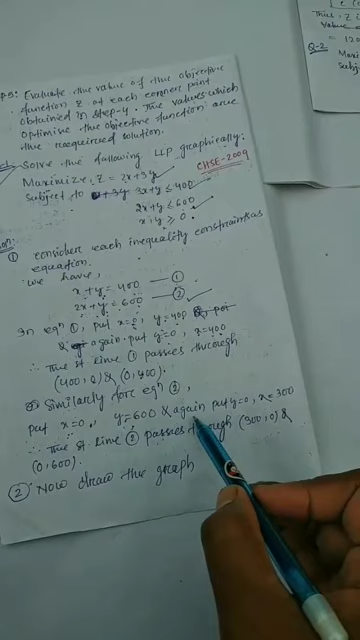 Evaluate the value of the objective
function Z at each corner point
obtained in step-4. The values which
optimise the objective function are
the required solution.
Solve the following LLP graphically:
Maximize, Z = 2x+3y
CHSE-2009
Subject to 3x+y ≤ 400
2x+y ≤ 600
x, y ≥ 0
① consider each inequality constraints as
equation.
We have,
x+y = 400 — ①
2x+y = 600 — ②
In eqn ①, put x=0, y=400
& again put y=0, x=400
∴ The st line ① passes through
(400,0) & (0,400).
Similarly for eqn ②,
put x=0, y=600 & again put y=0, x=300
∴ The st line ② passes through (300,0) &
(0,600).
② Now draw the graph
Q-2